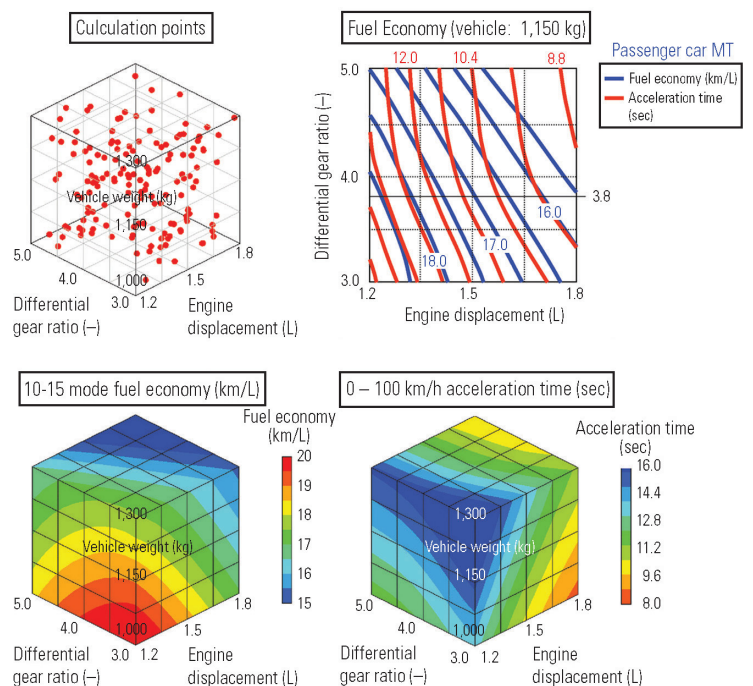 Culculation points
1,300
Vehicle weight (kg)
1,150
1,000
5.0
4.0
3.0
1.2
1.5
1.8
Differential
gear ratio (–)
Engine
displacement (L)
Fuel Economy (vehicle: 1,150 kg)
12.0
10.4
8.8
5.0
4.0
3.0
Differential gear ratio (–)
3.8
16.0
17.0
18.0
1.2
1.5
1.8
Engine displacement (L)
Passenger car MT
Fuel economy (km/L)
Acceleration time
(sec)
10-15 mode fuel economy (km/L)
Fuel economy
(km/L)
20
19
18
17
16
15
1,300
Vehicle weight (kg)
1,150
1,000
5.0
4.0
3.0
1.2
1.5
1.8
Differential
gear ratio (–)
Engine
displacement (L)
0 – 100 km/h acceleration time (sec)
Acceleration time
(sec)
16.0
14.4
12.8
11.2
9.6
8.0
1,300
Vehicle weight (kg)
1,150
1,000
5.0
4.0
3.0
1.2
1.5
1.8
Differential
gear ratio (–)
Engine
displacement (L)